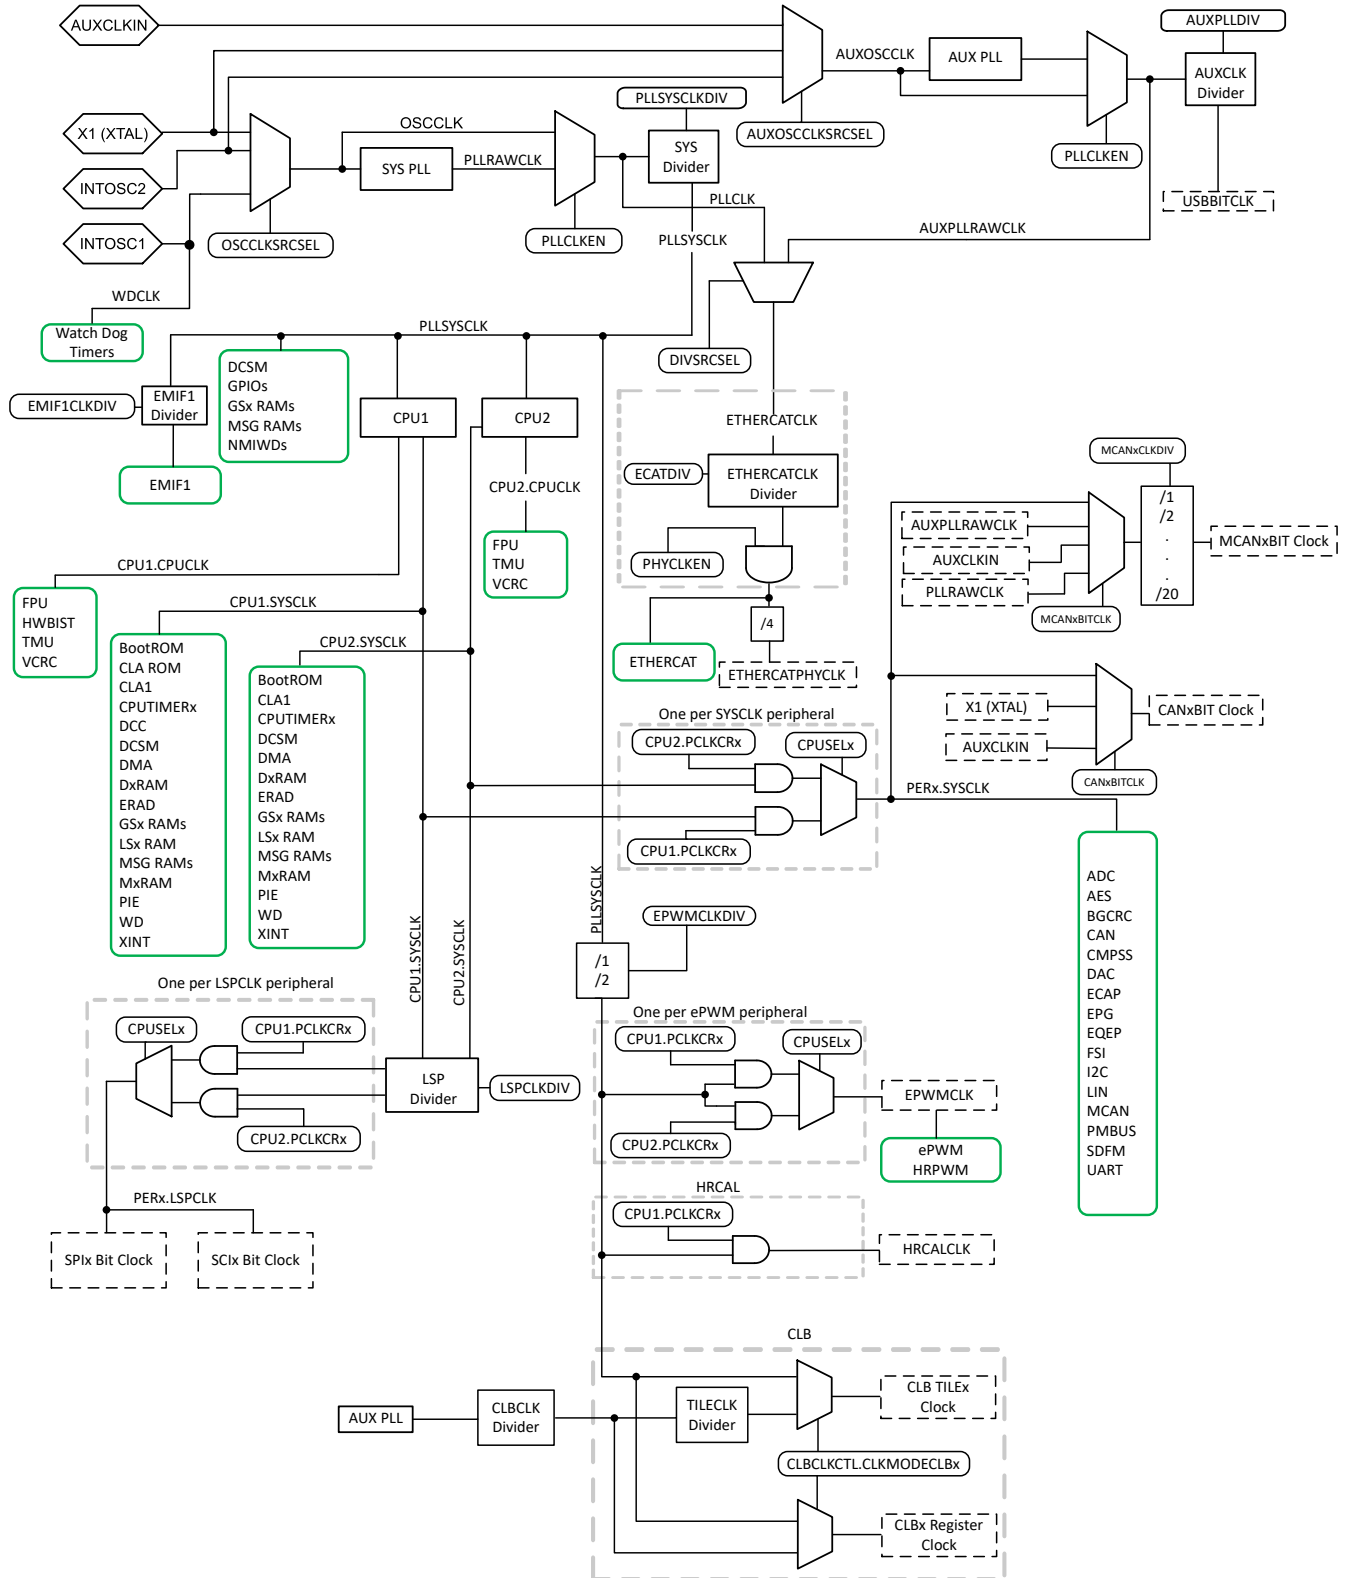 AUXCLKIN
AUXPLLDIV
AUXOSCCLK
AUX PLL
AUXCLK
Divider
PLLSYSCLKDIV
X1 (XTAL)
OSCCLK
AUXOSCCLKSRCSEL
SYS
Divider
PLLCLKEN
SYS PLL
PLLRAWCLK
INTOSC2
PLLCLK
USBBITCLK
INTOSC1
OSCCLKSRCSEL
PLLCLKEN
PLLSYSCLK
AUXPLLRAWCLK
WDCLK
Watch Dog
Timers
PLLSYSCLK
DIVSRCSEL
DCSM
GPIOs
GSx RAMs
MSG RAMs
NMIWDs
EMIF1CLKDIV
EMIF1
Divider
CPU1
CPU2
ETHERCATCLK
EMIF1
CPU2.CPUCLK
ECATDIV
ETHERCATCLK
Divider
MCANxCLKDIV
/1
/2
.
.
.
/20
AUXPLLRAWCLK
AUXCLKIN
PLLRAWCLK
MCANxBIT Clock
MCANxBITCLK
FPU
TMU
VCRC
PHYCLKEN
CPU1.CPUCLK
FPU
HWBIST
TMU
VCRC
CPU1.SYSCLK
/4
CPU2.SYSCLK
ETHERCAT
ETHERCATPHYCLK
BootROM
CLA ROM
CLA1
CPUTIMERx
DCC
DCSM
DMA
DxRAM
ERAD
GSx RAMs
LSx RAM
MSG RAMs
MxRAM
PIE
WD
XINT
BootROM
CLA1
CPUTIMERx
DCSM
DMA
DxRAM
ERAD
GSx RAMs
LSx RAM
MSG RAMs
MxRAM
PIE
WD
XINT
X1 (XTAL)
CANxBIT Clock
AUXCLKIN
CANxBITCLK
One per SYSCLK peripheral
CPU2.PCLKCRx
CPUSELx
PERx.SYSCLK
CPU1.PCLKCRx
ADC
AES
BGCRC
CAN
CMPSS
DAC
ECAP
EPG
EQEP
FSI
I2C
LIN
MCAN
PMBUS
SDFM
UART
PLLSYSCLK
EPWMCLKDIV
CPU1.SYSCLK
CPU2.SYSCLK
/1
/2
One per LSPCLK peripheral
CPUSELx
CPU1.PCLKCRx
LSP
Divider
LSPCLKDIV
CPU2.PCLKCRx
One per ePWM peripheral
CPU1.PCLKCRx
CPUSELx
EPWMCLK
CPU2.PCLKCRx
ePWM
HRPWM
PERx.LSPCLK
SPIx Bit Clock
SCIx Bit Clock
HRCAL
CPU1.PCLKCRx
HRCALCLK
CLB
AUX PLL
CLBCLK
Divider
TILECLK
Divider
CLB TILEx
Clock
CLBCLKCTL.CLKMODECLBx
CLBx Register
Clock